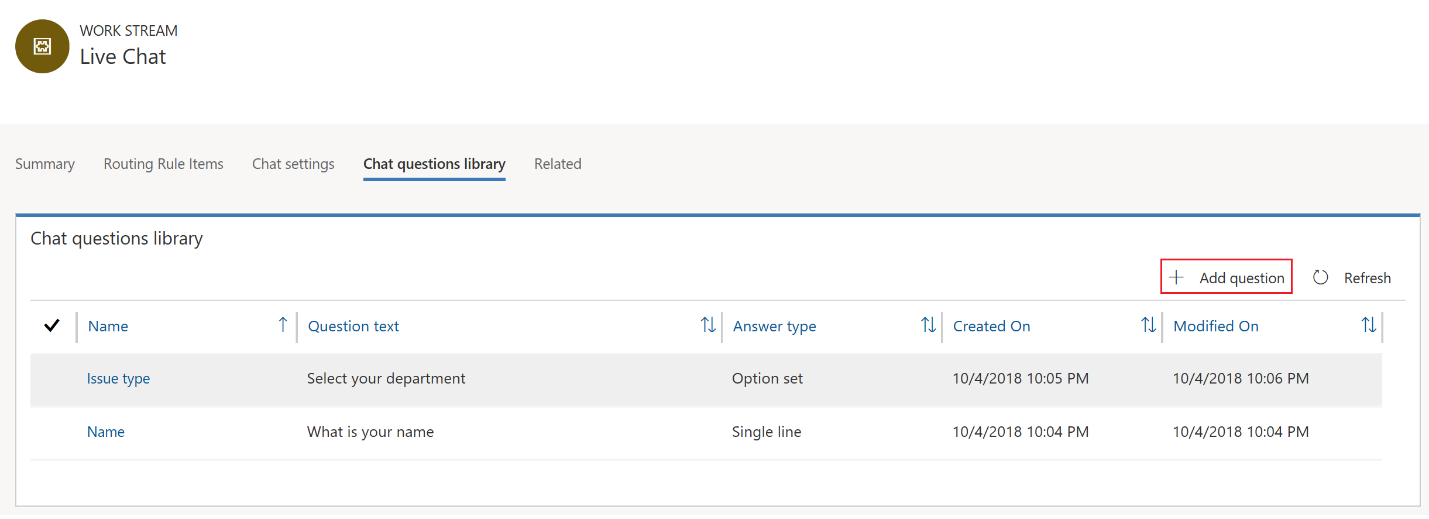 WORK STREAM
Live Chat
Summary Routing Rule Items Chat settings Chat questions library Related
Chat questions library
Add question Refresh
Name Question text Answer type Created On Modified On
Issue type Select your department Option set 10/4/2018 10:05 PM 10/4/2018 10:06 PM
Name What is your name Single line 10/4/2018 10:04 PM 10/4/2018 10:04 PM